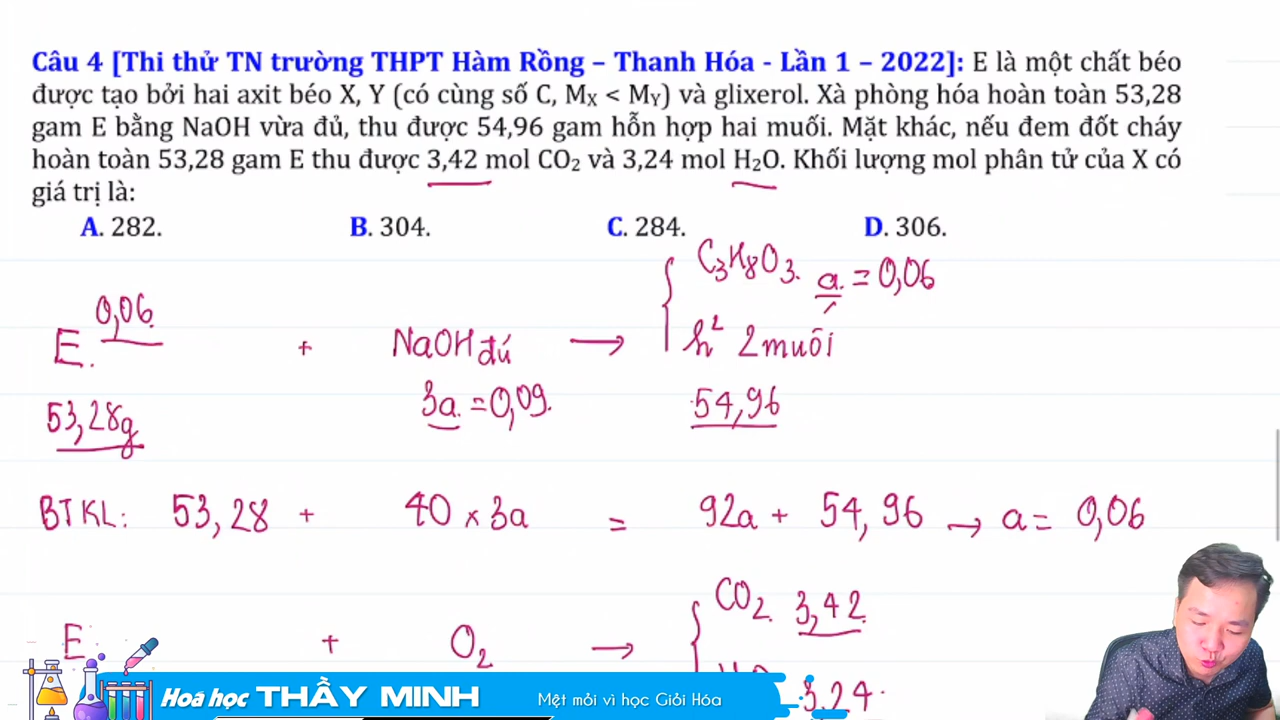 Câu 4 [Thi thử TN trường THPT Hàm Rồng – Thanh Hóa - Lần 1 – 2022]: E là một chất béo
được tạo bởi hai axit béo X, Y (có cùng số C, Mₓ < Mᵧ) và glixerol. Xà phòng hóa hoàn toàn 53,28
gam E bằng NaOH vừa đủ, thu được 54,96 gam hỗn hợp hai muối. Mặt khác, nếu đem đốt cháy
hoàn toàn 53,28 gam E thu được 3,42 mol CO₂ và 3,24 mol H₂O. Khối lượng mol phân tử của X có
giá trị là:
A. 282. B. 304. C. 284. D. 306.
C₃H₈O₃. a = 0,06
0,06
E. + NaOH đủ → h² 2 muối
53,28g 3a = 0,09. 54,96
BTKL: 53,28 + 40 × 3a = 92a + 54,96 → a = 0,06
CO₂ 3,42
E + O₂ →
3,24
Hoá học THẦY MINH Mệt mỏi vì học Giỏi Hóa